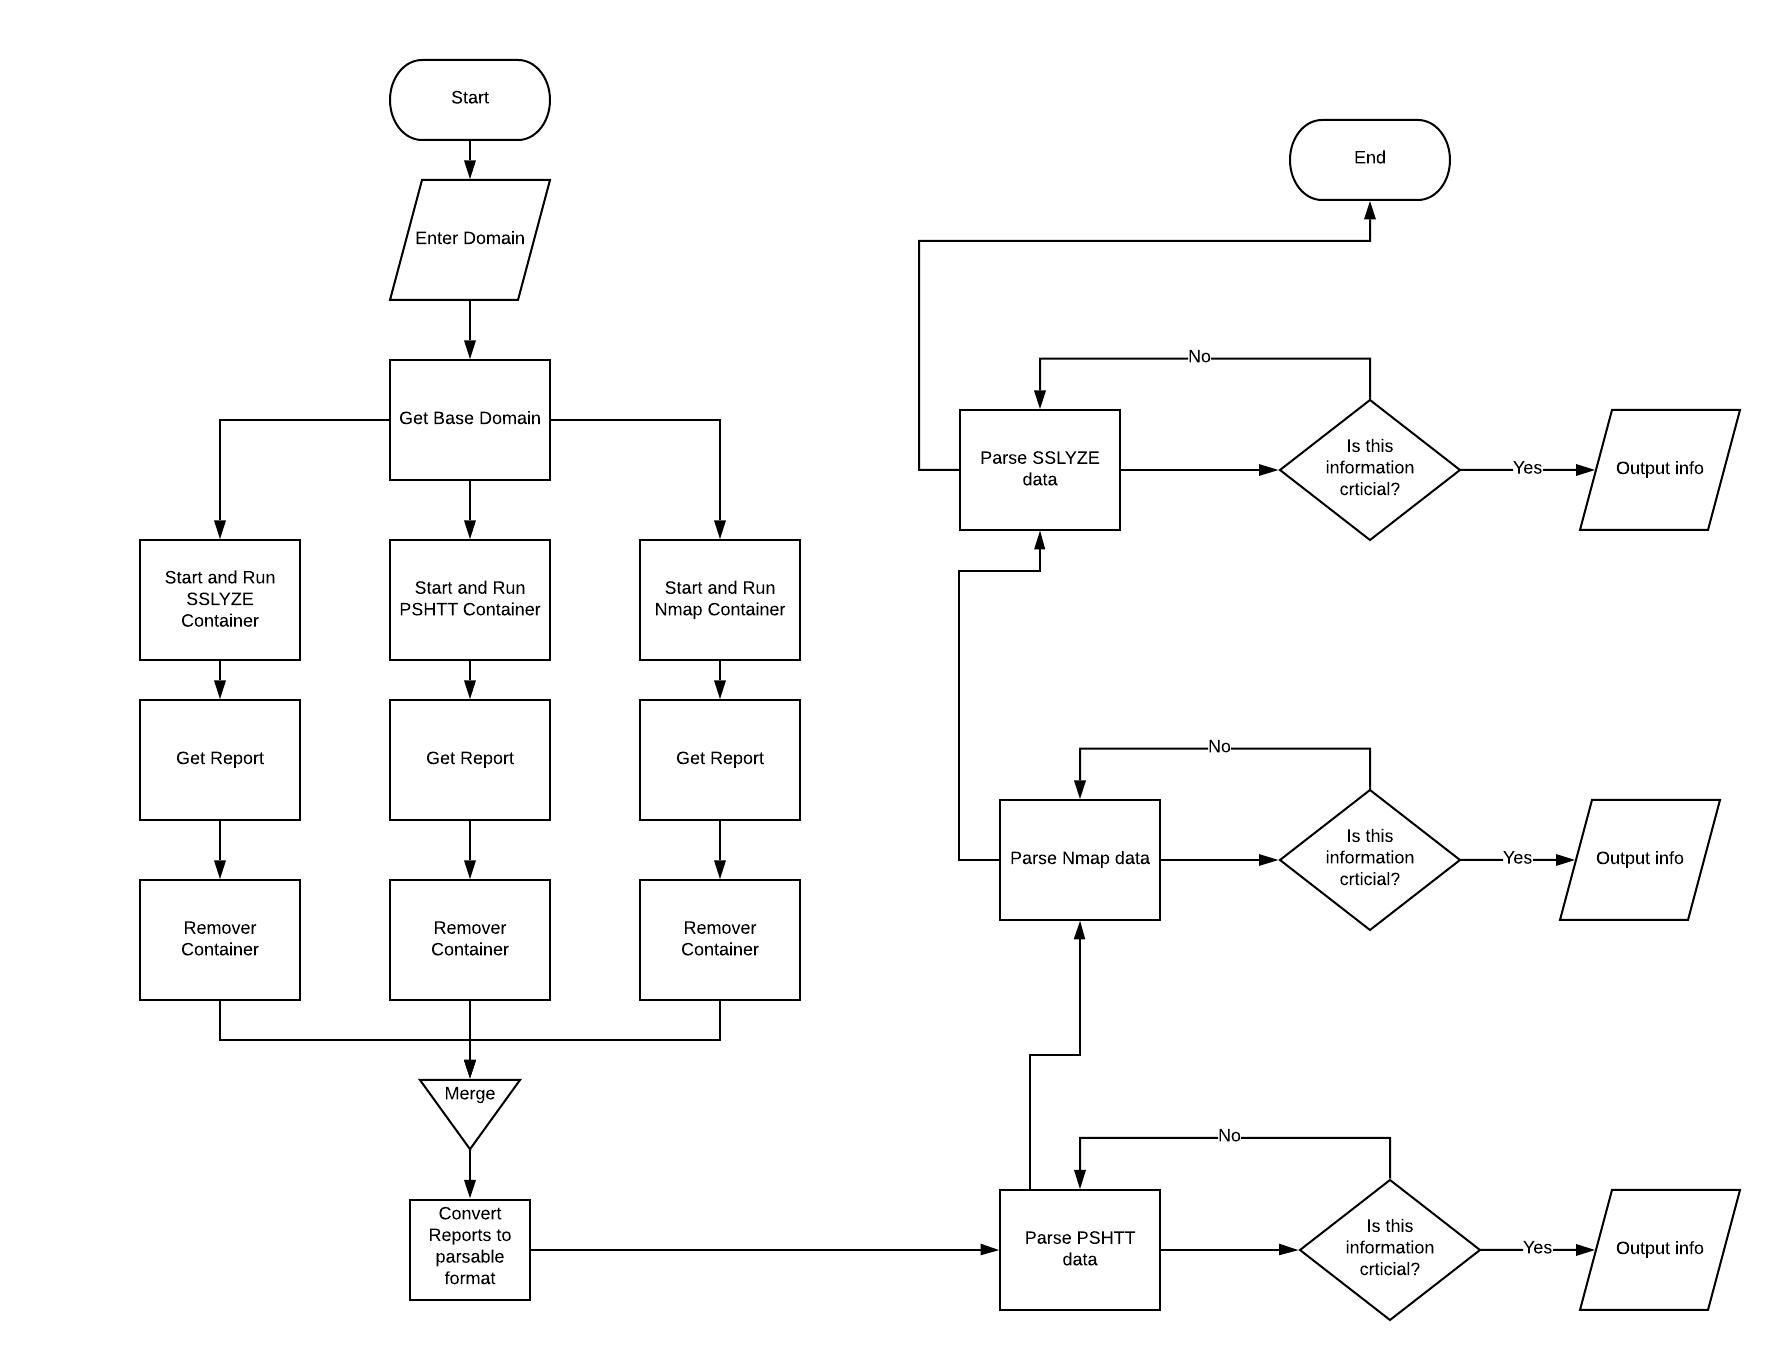 Start
Enter Domain
Get Base Domain
Start and Run
SSLYZE
Container
Start and Run
PSHTT Container
Start and Run
Nmap Container
Get Report
Get Report
Get Report
Remover
Container
Remover
Container
Remover
Container
Merge
Convert
Reports to
parsable
format
End
No
Parse SSLYZE
data
Is this
information
crticial?
Yes
Output info
No
Parse Nmap data
Is this
information
crticial?
Yes
Output info
No
Parse PSHTT
data
Is this
information
crticial?
Yes
Output info